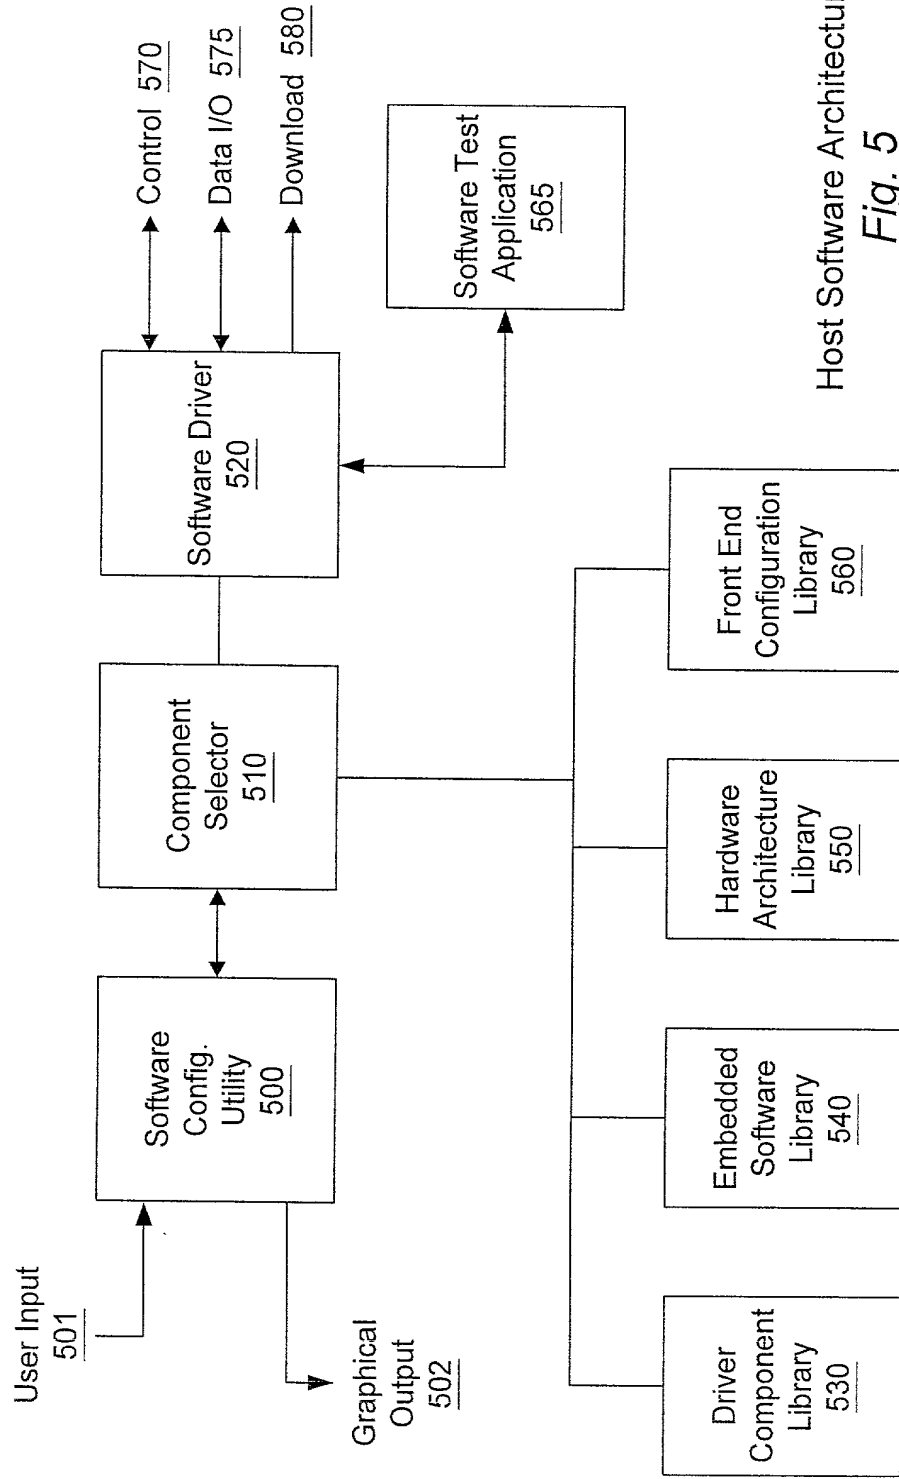 User Input
501
Graphical
Output
502
Software
Config.
Utility
500
Component
Selector
510
Software Driver
520
Control 570
Data I/O 575
Download 580
Software Test
Application
565
Driver
Component
Library
530
Embedded
Software
Library
540
Hardware
Architecture
Library
550
Front End
Configuration
Library
560
Host Software Architectur
Fig. 5